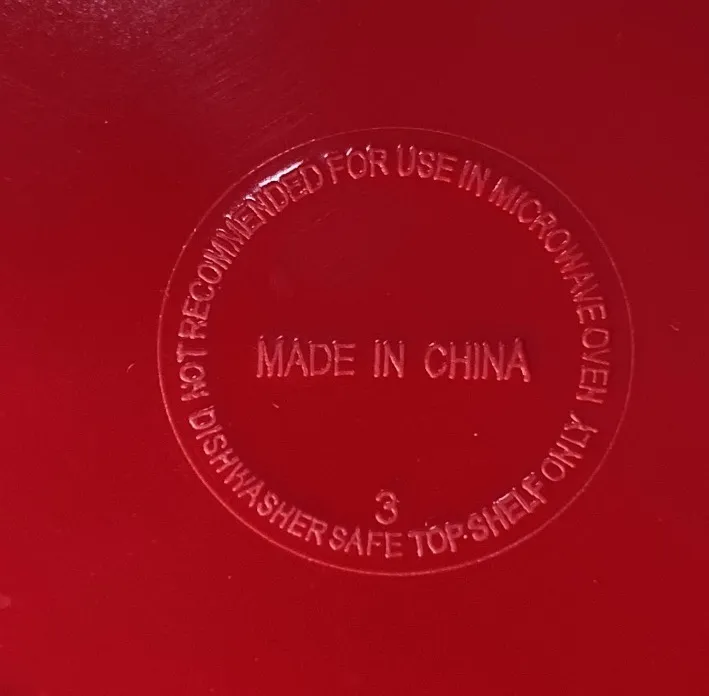 NOT RECOMMENDED FOR USE IN MICROWAVE OVEN
MADE IN CHINA
3
DISHWASHER SAFE TOP-SHELF ONLY